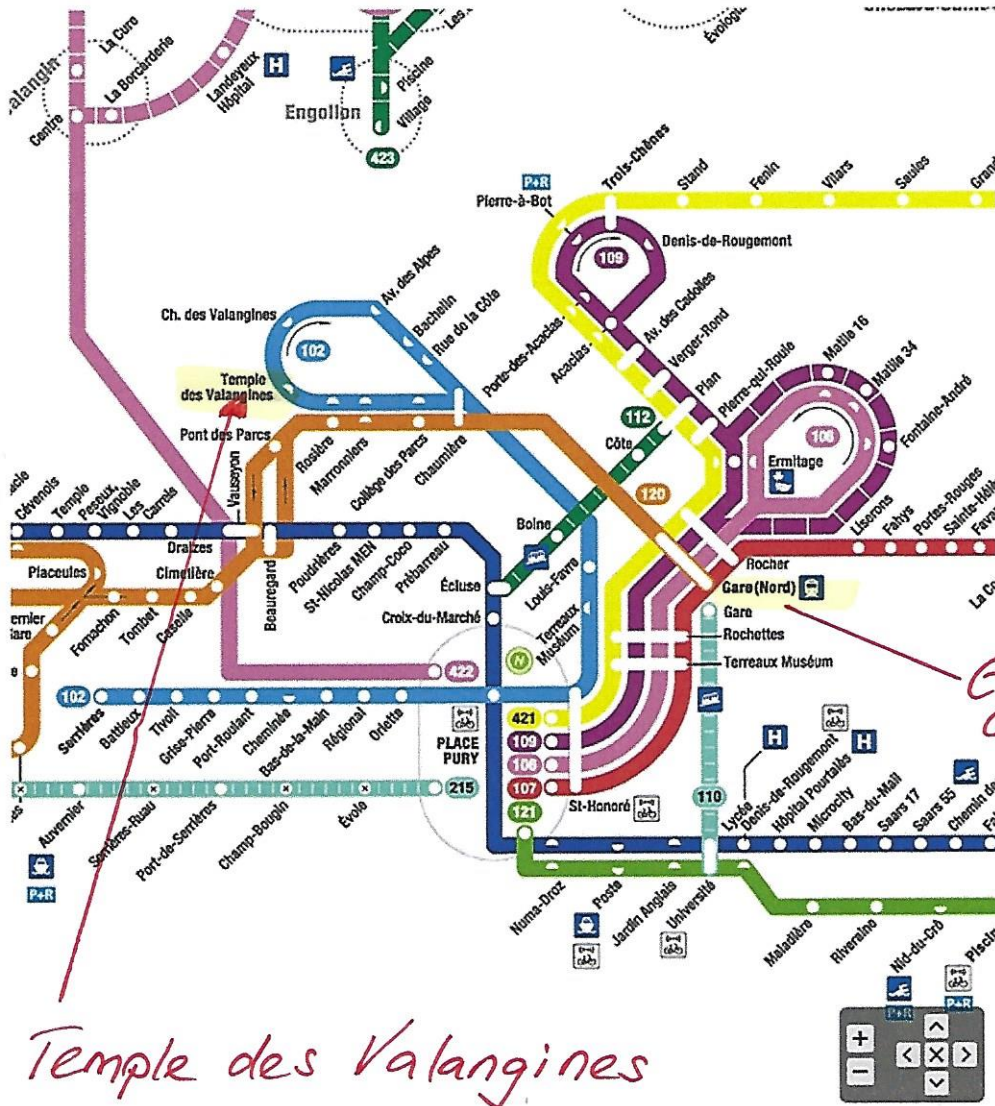 La Cure
La Borcarderie
Landeyeux
Hôpital
H
Centre
Engollon
Piscine
Village
423
P+R
Pierre-à-Bot
Trois-Chênes
Stand
Fenin
Vilars
Saules
Denis-de-Rougemont
109
Av. des Alpes
Bachelin
Rue de la Côte
Ch. des Valangines
102
Temple
des Valangines
Pont des Parcs
Rosière
Marronniers
Collège des Parcs
Chaumière
Ports-des-Acacias
Acacias
Av. des Cadolles
Verger-Rond
Plan
Pierre-qui-Roule
Matile 16
Matile 34
Fontaine-André
112
Côte
106
Ermitage
120
Vauseyon
Cévenols
Temple
Peseux,
Vignoble
Les
Carrels
Draizes
Placeules
Cimetière
Beauregard
Poudrières
St-Nicolas MEN
Champ-Coco
Prébarreau
Écluse
Boine
Louis-Favre
Liserons
Fahys
Portes-Rouges
Rocher
Gare (Nord)
Gare
Fornachon
Tombet
Caselle
Croix-du-Marché
Terreaux
Muséum
N
Rochettes
Terreaux Muséum
422
102
Serrières
Battieux
Tivoli
Grise-Pierre
Port-Roulant
Cheminée
Bas-de-la-Main
Régional
Orlette
PLACE
PURY
421
109
106
107
121
St-Honoré
215
110
Auvernier
Serrières-Ruau
Port-de-Serrières
Champ-Bougin
Évole
P+R
H
H
Lycée
Denis-de-Rougemont
Hôpital Pourtalès
Microcity
Bas-du-Mail
Saars 17
Saars 55
Numa-Droz
Poste
Jardin Anglais
Université
Maladière
Riveraine
Nid-du-Crô
P+R
P+R
Temple des Valangines